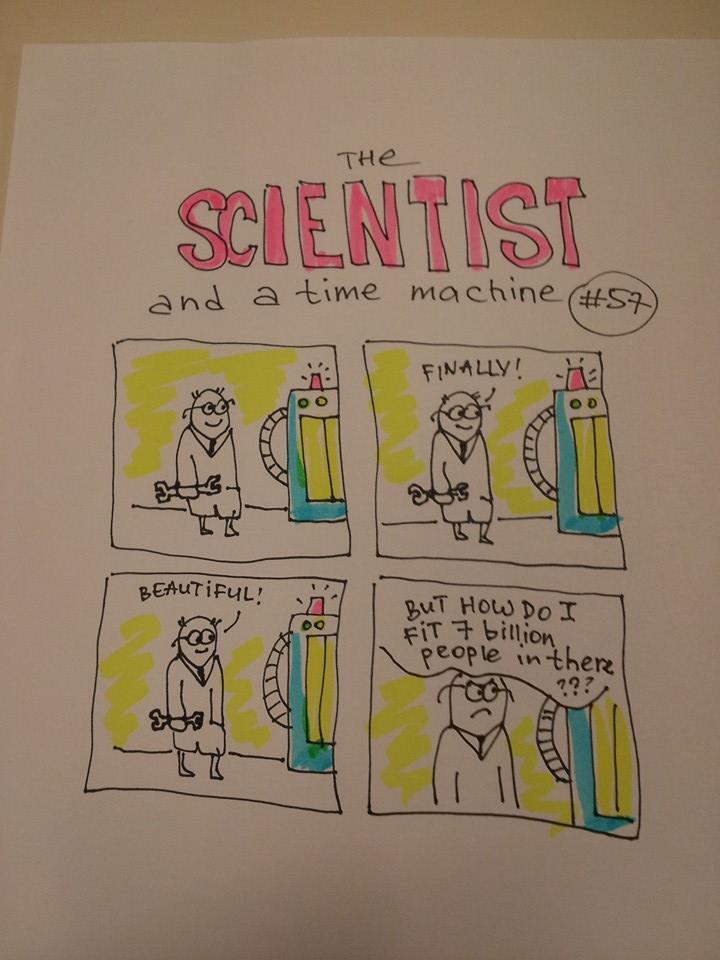 THe
SCIENTIST
and a time machine #57
FINALLY!
BEAUTiFUL!
BUT HOW DO I
FiT 7 billion
people in there
???